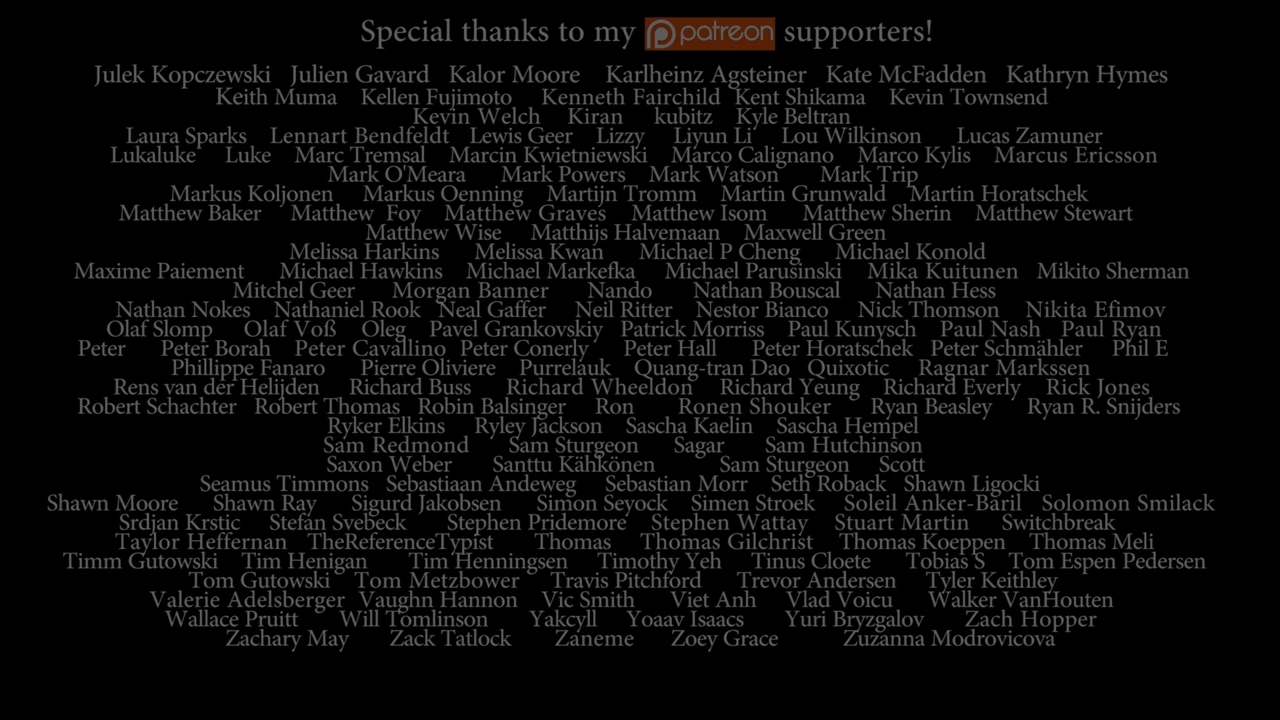 Special thanks to my patreon supporters!
Julek Kopczewski Julien Gavard Kalor Moore Karlheinz Agsteiner Kate McFadden Kathryn Hymes
Keith Muma Kellen Fujimoto Kenneth Fairchild Kent Shikama Kevin Townsend
Kevin Welch Kiran kubitz Kyle Beltran
Laura Sparks Lennart Bendfeldt Lewis Geer Lizzy Liyun Li Lou Wilkinson Lucas Zamuner
Lukaluke Luke Marc Tremsal Marcin Kwietniewski Marco Calignano Marco Kylis Marcus Ericsson
Mark O'Meara Mark Powers Mark Watson Mark Trip
Markus Koljonen Markus Oenning Martijn Tromm Martin Grunwald Martin Horatschek
Matthew Baker Matthew Foy Matthew Graves Matthew Isom Matthew Sherin Matthew Stewart
Matthew Wise Matthijs Halvemaan Maxwell Green
Melissa Harkins Melissa Kwan Michael P Cheng Michael Konold
Maxime Paiement Michael Hawkins Michael Markefka Michael Parusinski Mika Kuitunen Mikito Sherman
Mitchel Geer Morgan Banner Nando Nathan Bouscal Nathan Hess
Nathan Nokes Nathaniel Rook Neal Gaffer Neil Ritter Nestor Bianco Nick Thomson Nikita Efimov
Olaf Slomp Olaf Voß Oleg Pavel Grankovskiy Patrick Morriss Paul Kunysch Paul Nash Paul Ryan
Peter Peter Borah Peter Cavallino Peter Conerly Peter Hall Peter Horatschek Peter Schmähler Phil E
Phillippe Fanaro Pierre Oliviere Purrelauk Quang-tran Dao Quixotic Ragnar Markssen
Rens van der Helijden Richard Buss Richard Wheeldon Richard Yeung Richard Everly Rick Jones
Robert Schachter Robert Thomas Robin Balsinger Ron Ronen Shouker Ryan Beasley Ryan R. Snijders
Ryker Elkins Ryley Jackson Sascha Kaelin Sascha Hempel
Sam Redmond Sam Sturgeon Sagar Sam Hutchinson
Saxon Weber Santtu Kähkönen Sam Sturgeon Scott
Seamus Timmons Sebastiaan Andeweg Sebastian Morr Seth Roback Shawn Ligocki
Shawn Moore Shawn Ray Sigurd Jakobsen Simon Seyock Simen Stroek Soleil Anker-Baril Solomon Smilack
Srdjan Krstic Stefan Svebeck Stephen Pridemore Stephen Wattay Stuart Martin Switchbreak
Taylor Heffernan TheReferenceTypist Thomas Thomas Gilchrist Thomas Koeppen Thomas Meli
Timm Gutowski Tim Henigan Tim Henningsen Timothy Yeh Tinus Cloete Tobias S Tom Espen Pedersen
Tom Gutowski Tom Metzbower Travis Pitchford Trevor Andersen Tyler Keithley
Valerie Adelsberger Vaughn Hannon Vic Smith Viet Anh Vlad Voicu Walker VanHouten
Wallace Pruitt Will Tomlinson Yakcyll Yoaav Isaacs Yuri Bryzgalov Zach Hopper
Zachary May Zack Tatlock Zaneme Zoey Grace Zuzanna Modrovicova